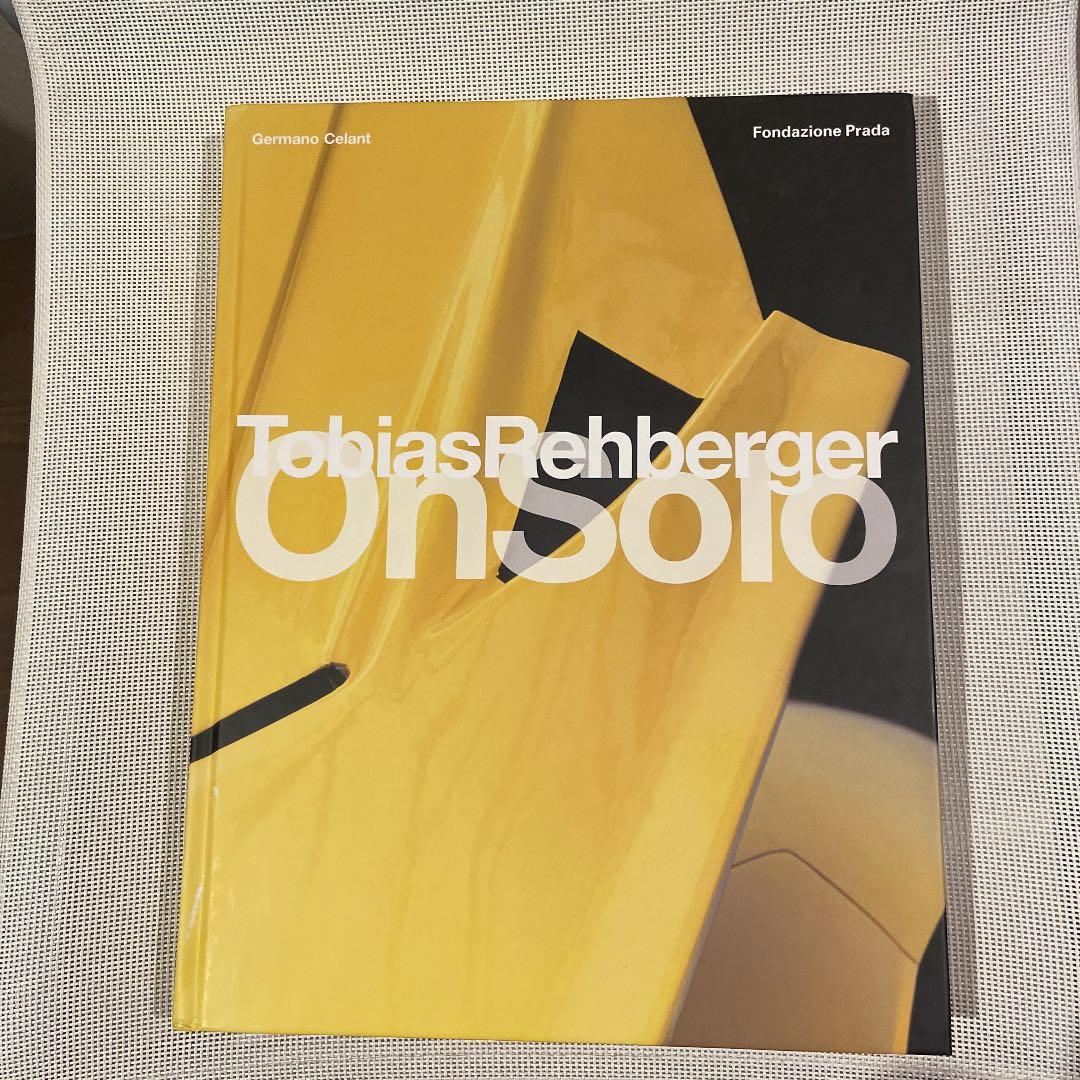 Germano Celant
Fondazione Prada
TobiasRehberger
OnSolo